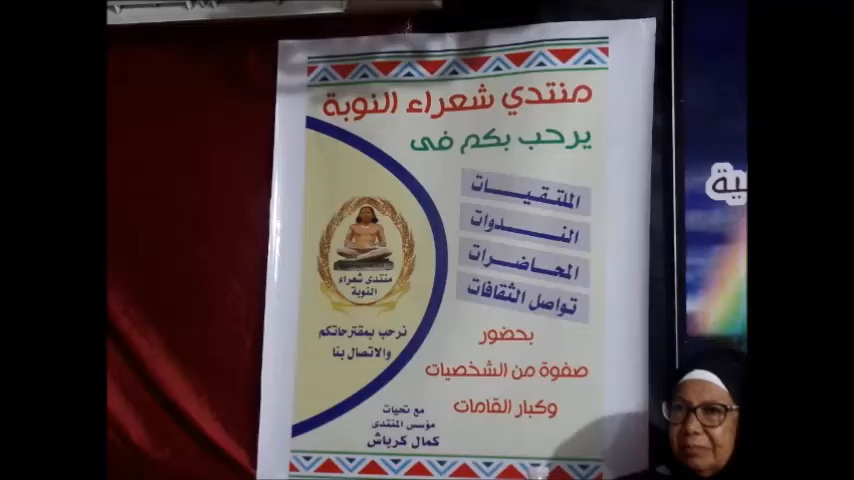 منتدي شعراء النوبة
يرحب بكم فى
الملتقيات
الندوات
المحاضرات
تواصل الثقافات
منتدى شعراء
النوبة
نرحب بمقترحاتكم
والاتصال بنا
بحضور
صفوة من الشخصيات
وكبار القامات
مع تحيات
مؤسس المنتدى
كمال كرباش